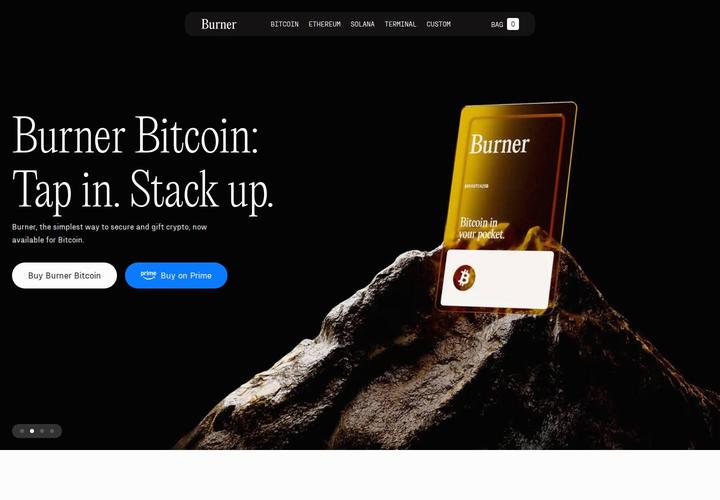 Burner
BITCOIN
ETHEREUM
SOLANA
TERMINAL
CUSTOM
BAG 0
Burner Bitcoin:
Tap in. Stack up.
Burner, the simplest way to secure and gift crypto, now
available for Bitcoin.
Buy Burner Bitcoin
prime Buy on Prime
Burner
Bitcoin in
your pocket.